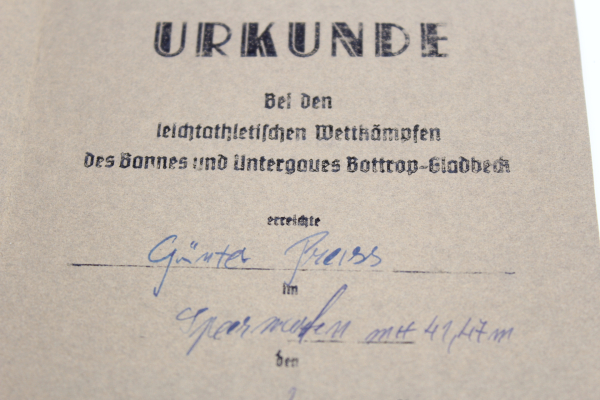 URKUNDE
Bei den
leichtathletischen Wettkämpfen
des Bannes und Untergaues Bottrop-Gladbeck
erreichte
Günter Preiss
im
Speerwerfen mit 41,47 m
den